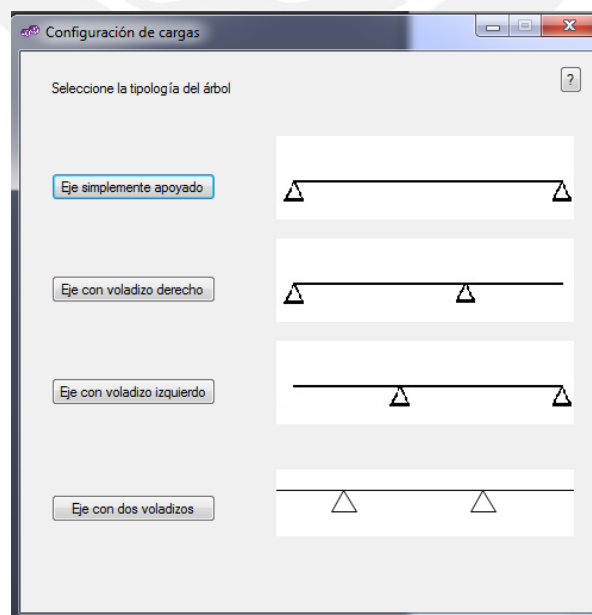 Configuración de cargas
Seleccione la tipología del árbol
?
Eje simplemente apoyado
Eje con voladizo derecho
Eje con voladizo izquierdo
Eje con dos voladizos